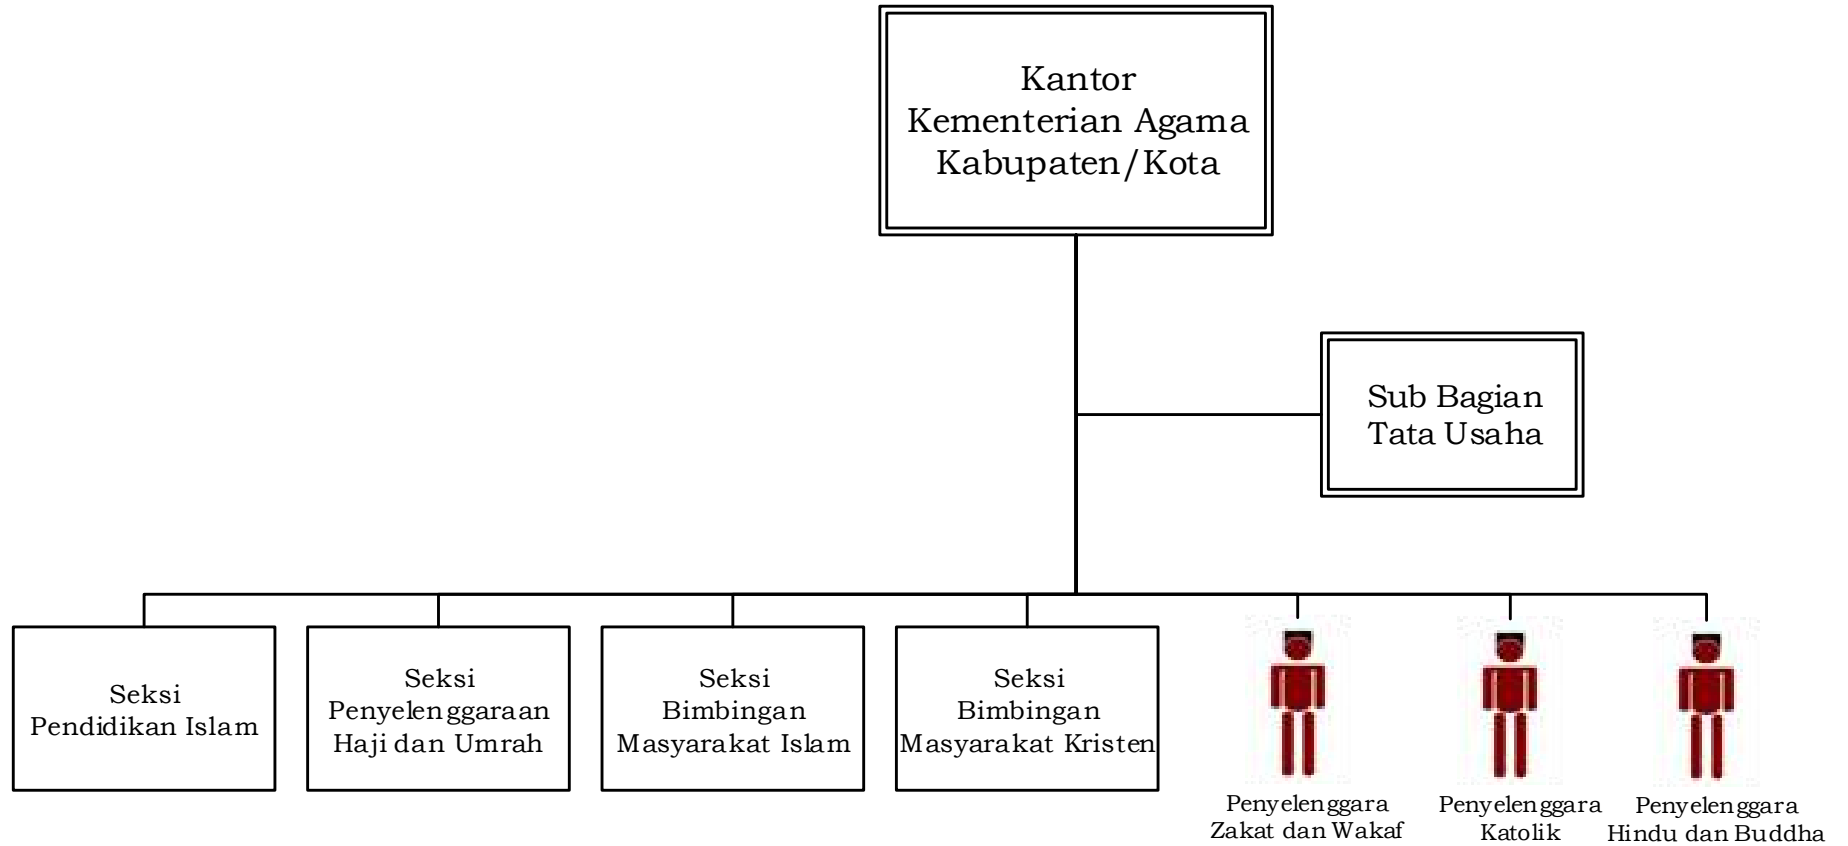 Kantor
Kementerian Agama
Kabupaten/Kota
Sub Bagian
Tata Usaha
Seksi
Pendidikan Islam
Seksi
Penyelenggaraan
Haji dan Umrah
Seksi
Bimbingan
Masyarakat Islam
Seksi
Bimbingan
Masyarakat Kristen
Penyelenggara
Zakat dan Wakaf
Penyelenggara
Katolik
Penyelenggara
Hindu dan Buddha